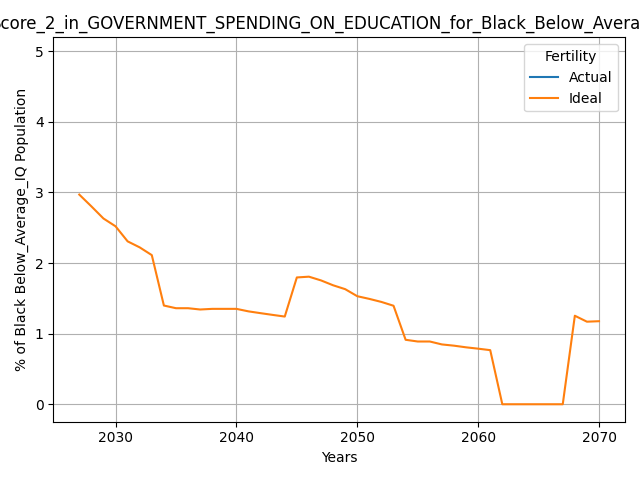 core_2_in_GOVERNMENT_SPENDING_ON_EDUCATION_for_Black_Below_Avera
Fertility
Actual
Ideal
% of Black Below_Average_IQ Population
5
4
3
2
1
0
2030 2040 2050 2060 2070
Years